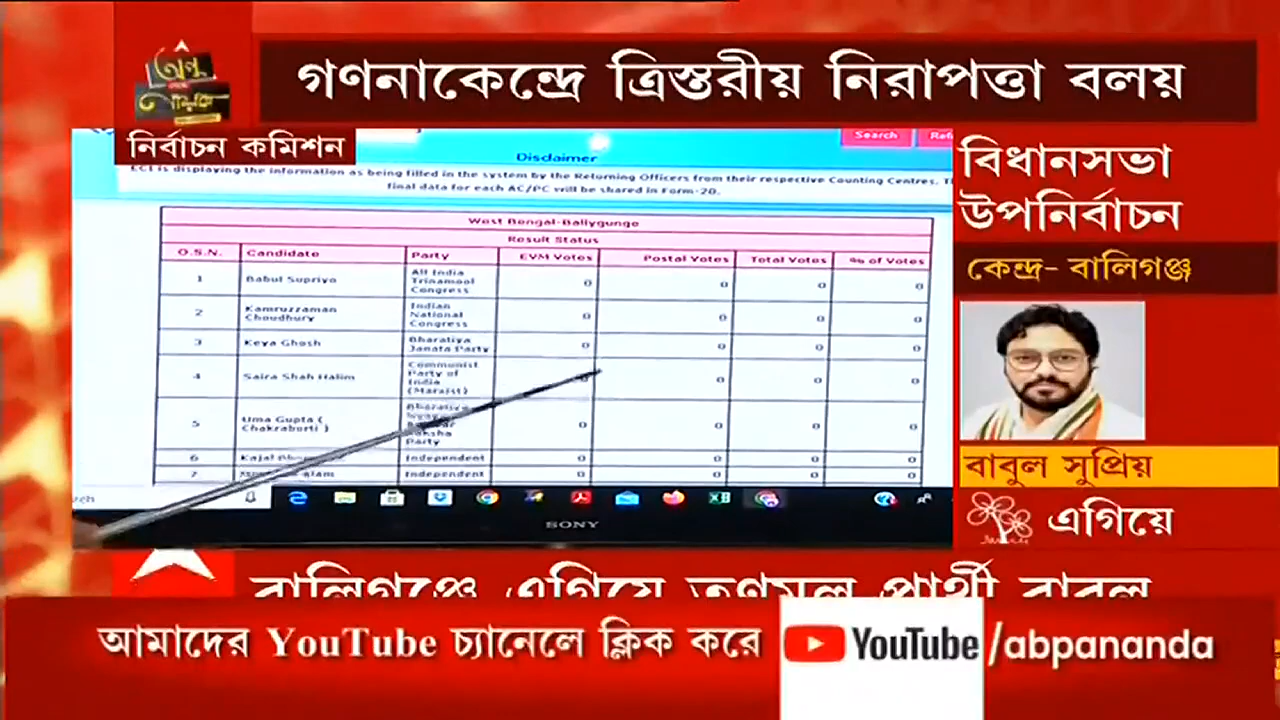 গণনাকেন্দ্রে ত্রিস্তরীয় নিরাপত্তা বলয়
নির্বাচন কমিশন
Search
Disclaimer
ECI is displaying the information as being filled in the system by the Returning Officers from their respective Counting Centres.
final data for each AC/PC will be shared in Form-20.
West Bengal-Ballygunge
Result Status
O.S.N. Candidate Party EVM Votes Postal Votes Total Votes % of Votes
1 Babul Supriyo All India Trinamool Congress 0 0 0 0
2 Kamruzzaman Choudhury Indian National Congress 0 0 0 0
3 Keya Ghosh Bharatiya Janata Party 0 0 0 0
4 Saira Shah Halim Communist Party of India (Marxist) 0 0 0
5 Uma Gupta ( Chakraborti ) Party 0 0 0 0
6 Kajal Independent 0 0 0 0
7 Independent 0 0 0 0
SONY
বিধানসভা
উপনির্বাচন
কেন্দ্র- বালিগঞ্জ
বাবুল সুপ্রিয়
এগিয়ে
বালিগঞ্জে এগিয়ে তৃণমূল প্রার্থী বাবুল
আমাদের YouTube চ্যানেলে ক্লিক করে YouTube /abpananda